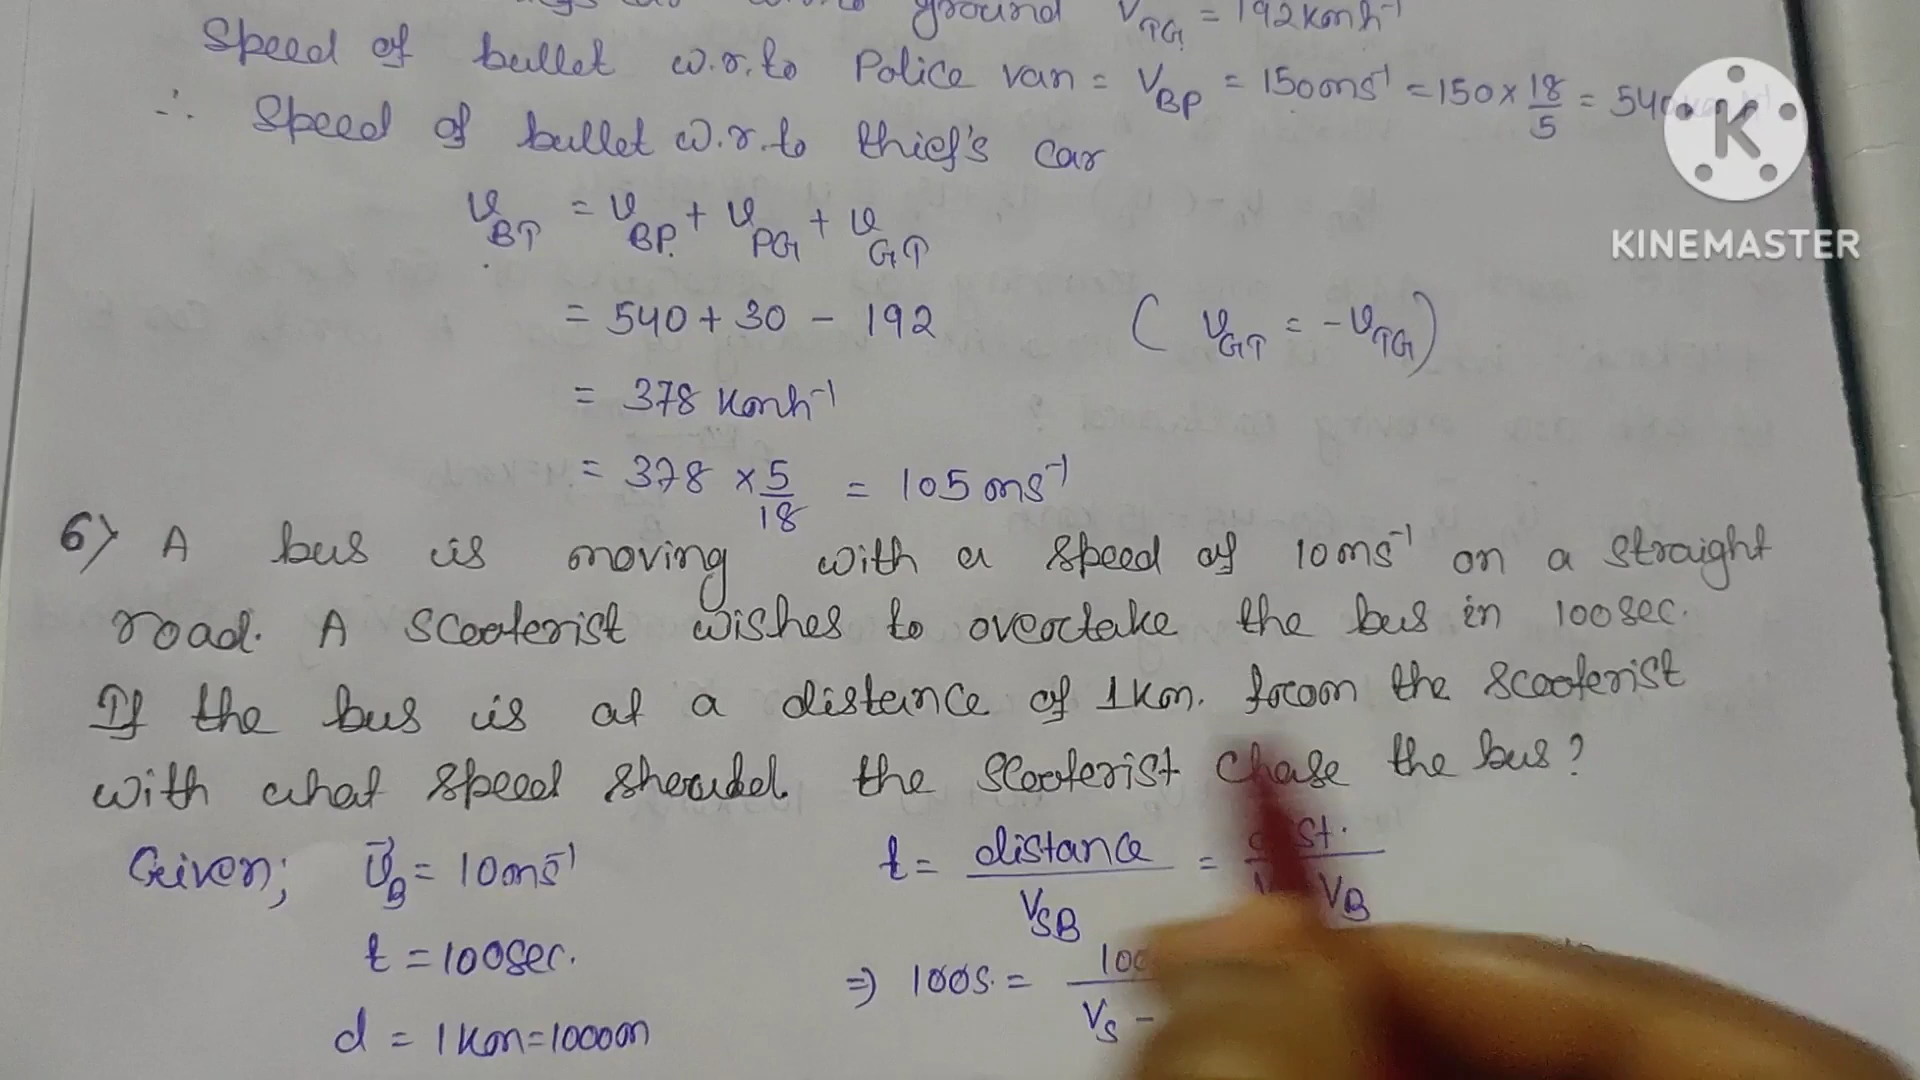 ground V_TG = 192 kmh⁻¹
Speed of bullet w.r.to Police van = V_BP = 150ms⁻¹ = 150 × 18/5 = 540
∴ Speed of bullet w.r.to thief's car
v_BT = v_BP + v_PG + v_GT
= 540 + 30 - 192 ( v_GT = -v_TG)
= 378 kmh⁻¹
= 378 × 5/18 = 105 ms⁻¹
6) A bus is moving with a speed of 10ms⁻¹ on a straight
road. A scooterist wishes to overtake the bus in 100sec.
If the bus is at a distance of 1km. from the scooterist
with what speed should the scooterist chase the bus?
Given; v⃗_B = 10ms⁻¹ t = distance/V_SB = dist./ V_B
t = 100sec. ⇒ 100s. = 100 / V_S -
d = 1km = 1000m
K
KINEMASTER